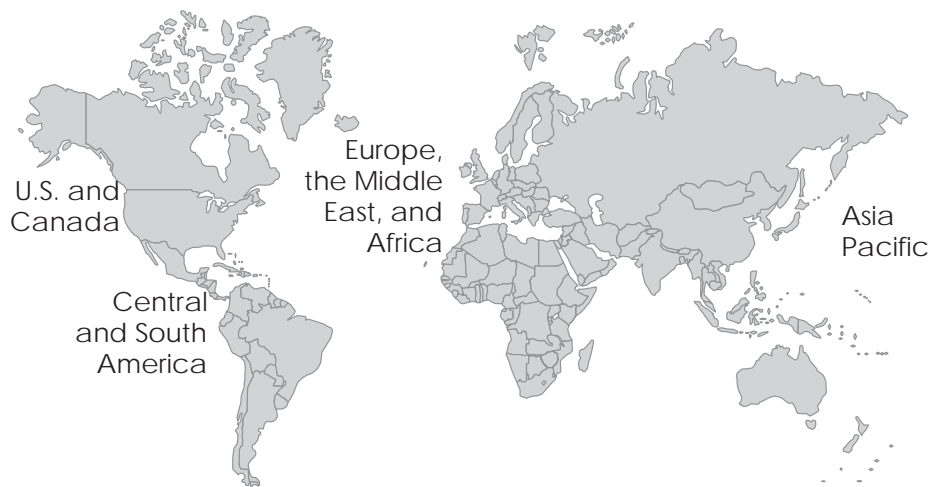 U.S. and
Canada
Central
and South
America
Europe,
the Middle
East, and
Africa
Asia
Pacific